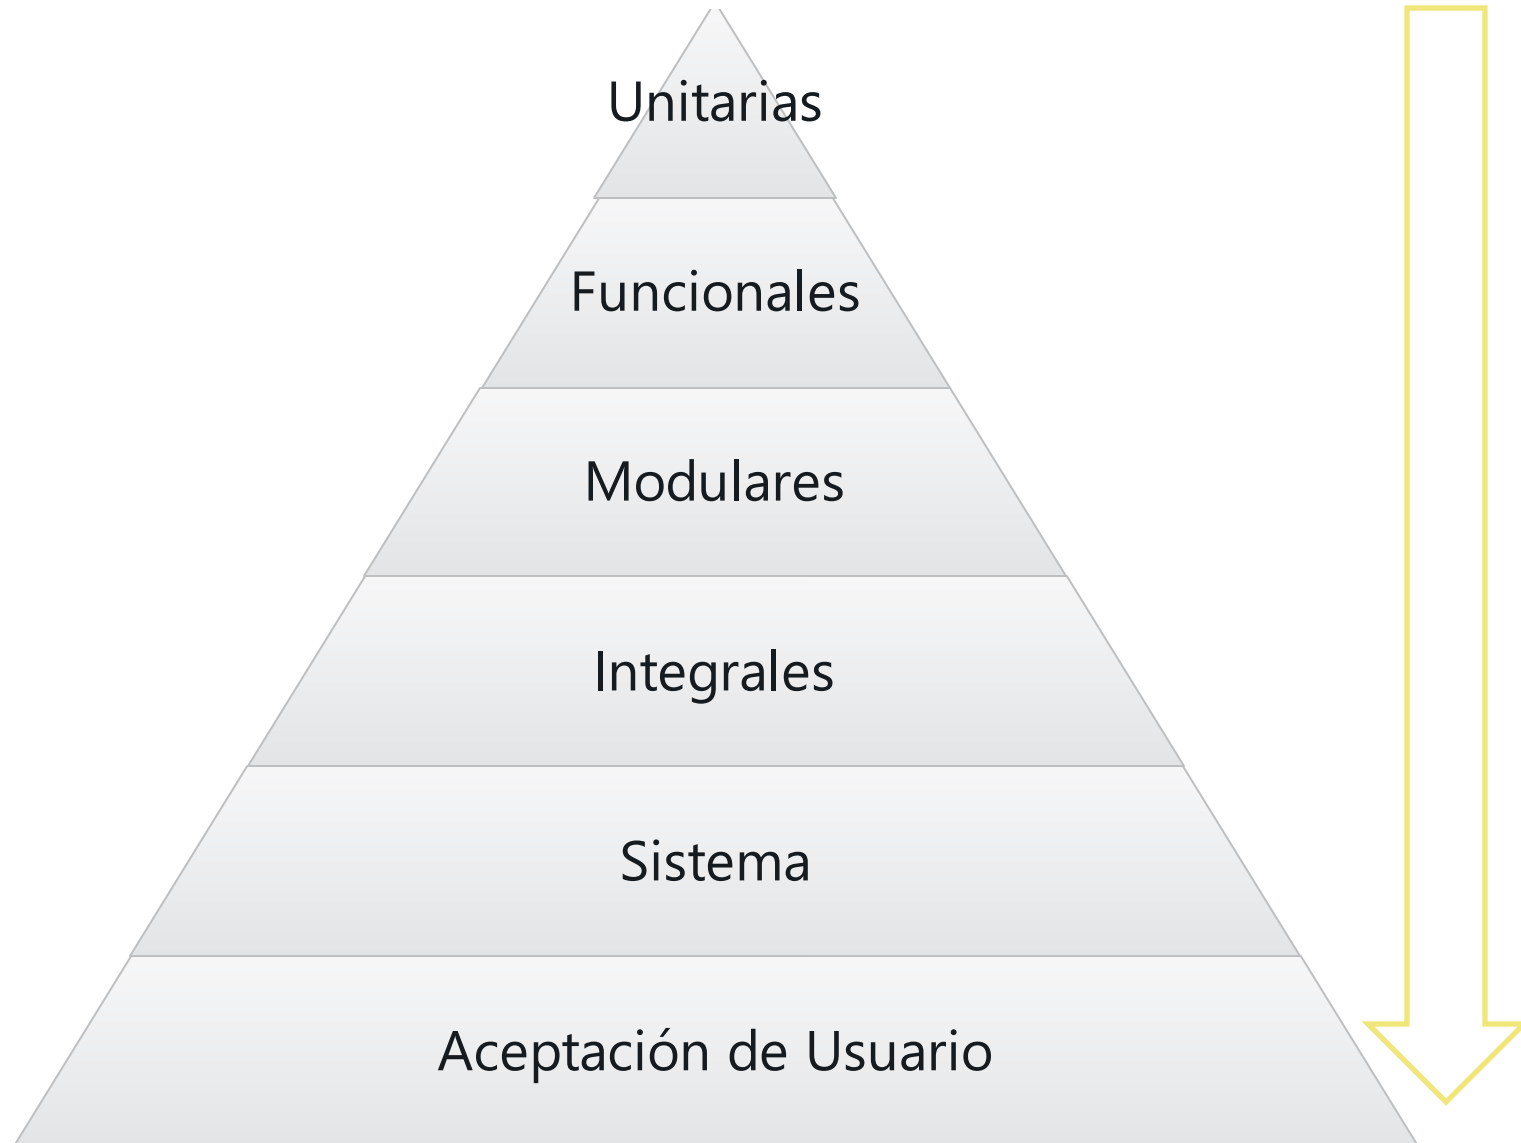 Unitarias
Funcionales
Modulares
Integrales
Sistema
Aceptación de Usuario